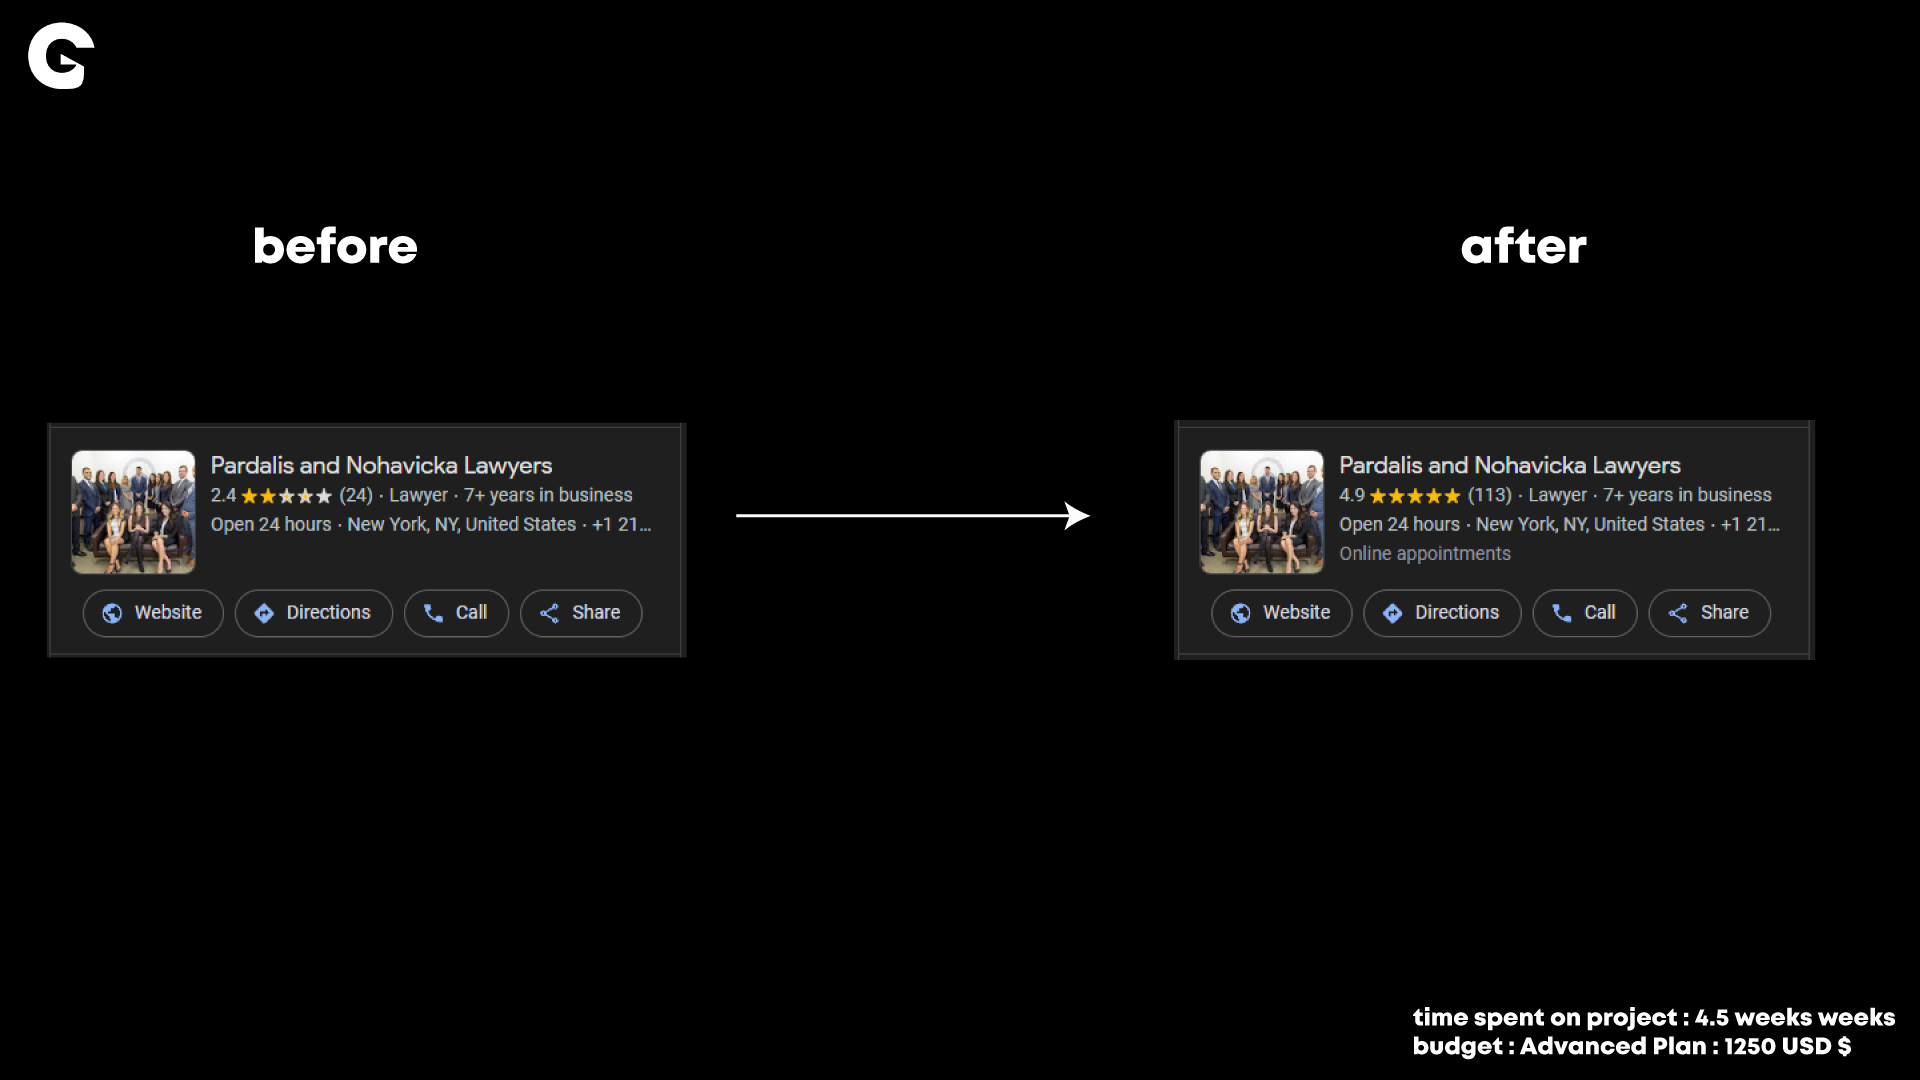 G
before
after
Pardalis and Nohavicka Lawyers
2.4 ★★★★★ (24) · Lawyer · 7+ years in business
Open 24 hours · New York, NY, United States · +1 21...
Website Directions Call Share
Pardalis and Nohavicka Lawyers
4.9 ★★★★★ (113) · Lawyer · 7+ years in business
Open 24 hours · New York, NY, United States · +1 21...
Online appointments
Website Directions Call Share
time spent on project : 4.5 weeks weeks
budget : Advanced Plan : 1250 USD $